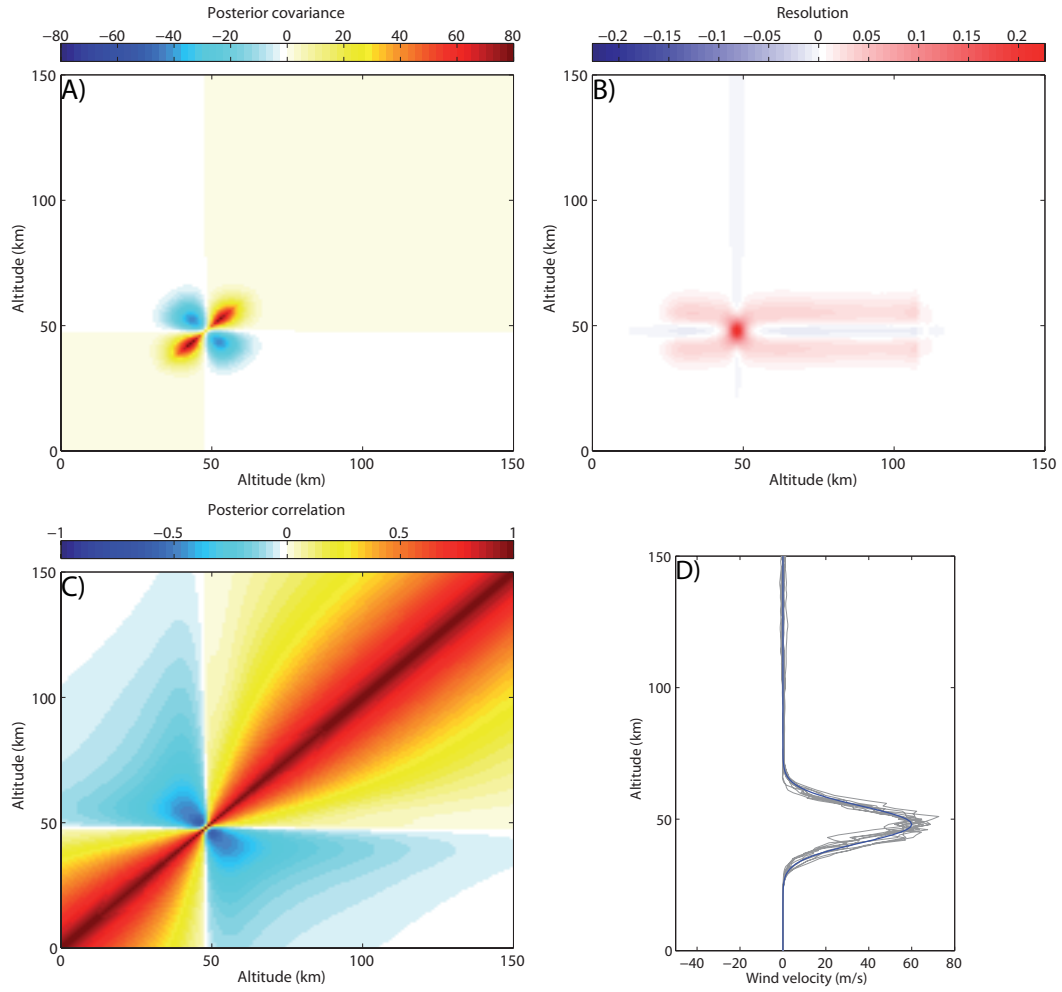 Posterior covariance
−80 −60 −40 −20 0 20 40 60 80
A)
150
100
50
0
Altitude (km)
0 50 100 150
Altitude (km)
Resolution
−0.2 −0.15 −0.1 −0.05 0 0.05 0.1 0.15 0.2
B)
150
100
50
0
Altitude (km)
0 50 100 150
Altitude (km)
Posterior correlation
−1 −0.5 0 0.5 1
C)
150
100
50
0
Altitude (km)
0 50 100 150
Altitude (km)
D)
150
100
50
0
Altitude (km)
−40 −20 0 20 40 60 80
Wind velocity (m/s)